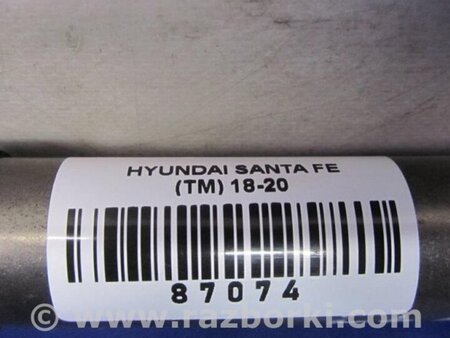 HYUNDAI SANTA FE
(TM) 18-20
87074
© www.razborki.com